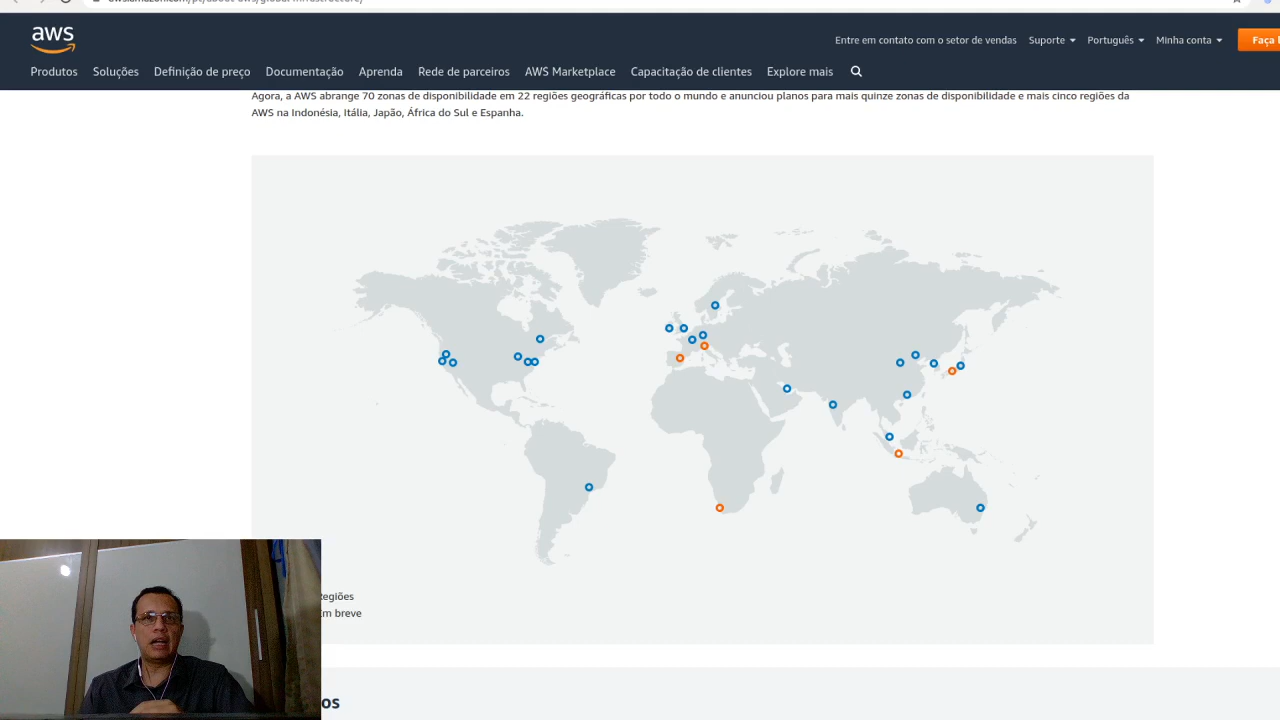 aws
Entre em contato com o setor de vendas Suporte Português Minha conta Faça
Produtos Soluções Definição de preço Documentação Aprenda Rede de parceiros AWS Marketplace Capacitação de clientes Explore mais
Agora, a AWS abrange 70 zonas de disponibilidade em 22 regiões geográficas por todo o mundo e anunciou planos para mais quinze zonas de disponibilidade e mais cinco regiões da
AWS na Indonésia, Itália, Japão, África do Sul e Espanha.
egiões
m breve
os